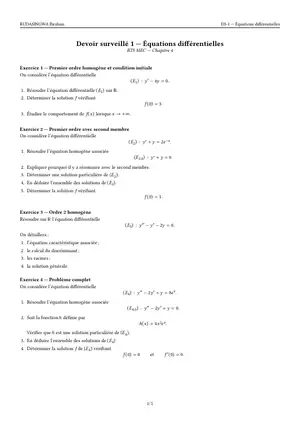 RUDASINGWA Ibrahim DS-1 — Équations différentielles
Devoir surveillé 1 — Équations différentielles
BTS MEC — Chapitre 4
Exercice 1 — Premier ordre homogène et condition initiale
On considère l'équation différentielle
(E₁) : y′ − 4y = 0.
1. Résoudre l'équation différentielle (E₁) sur ℝ.
2. Déterminer la solution f vérifiant
f(0) = 3.
3. Étudier le comportement de f(x) lorsque x → +∞.
Exercice 2 — Premier ordre avec second membre
On considère l'équation différentielle
(E₂) : y′ + y = 2e⁻ˣ.
1. Résoudre l'équation homogène associée
y′ + y = 0
2. Expliquer pourquoi il y a résonance avec le second membre.
3. Déterminer une solution particulière de (E₂).
4. En déduire l'ensemble des solutions de (E₂)
5. Déterminer la solution f vérifiant
f(0) = 1.
Exercice 3 — Ordre 2 homogène
Résoudre sur ℝ l'équation différentielle
(E₃) : y″ − y′ − 2y = 0.
On détaillera :
1. l'équation caractéristique associée ;
2. le calcul du discriminant ;
3. les racines ;
4. la solution générale.
Exercice 4 — Problème complet
On considère l'équation différentielle
(E₄) : y″ − 2y′ + y = 8eˣ.
1. Résoudre l'équation homogène associée
y″ − 2y′ + y = 0
2. Soit la fonction h définie par
h(x) = 4x²eˣ.
Vérifier que h est une solution particulière de (E₄).
3. En déduire l'ensemble des solutions de (E₄)
4. Déterminer la solution f de (E₄) vérifiant
et f′(0) = 0.
1/1